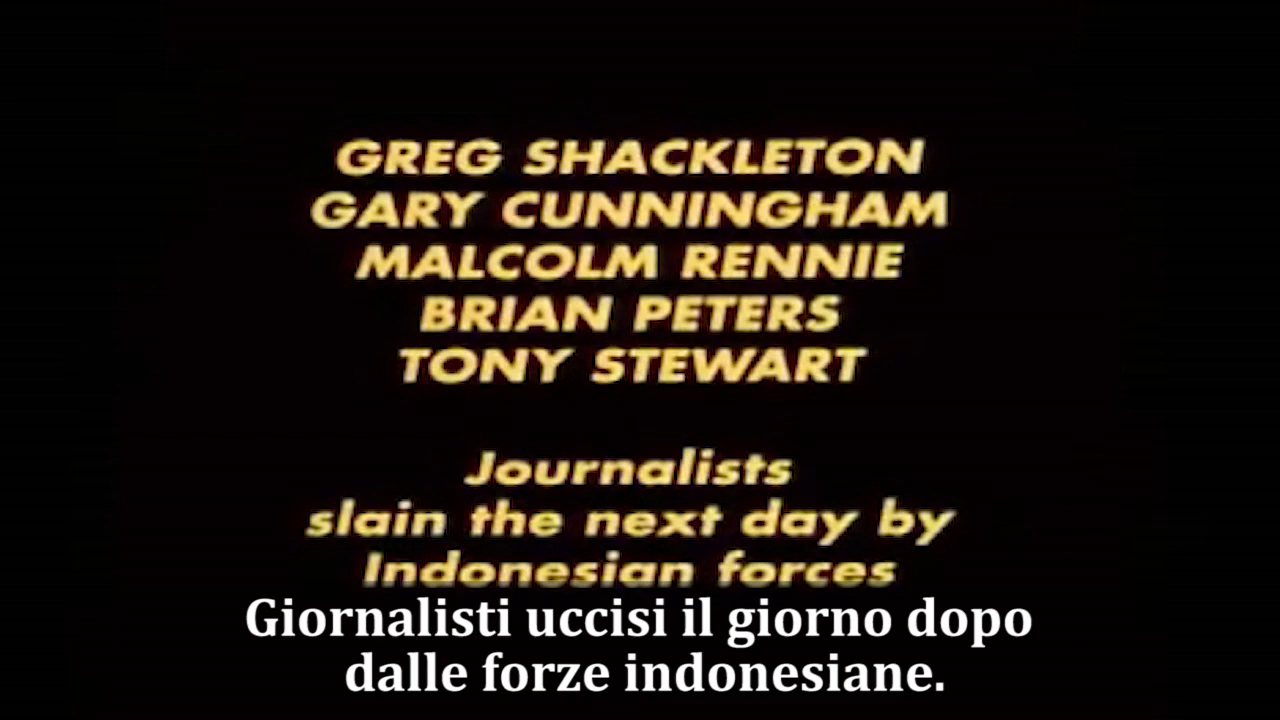 GREG SHACKLETON
GARY CUNNINGHAM
MALCOLM RENNIE
BRIAN PETERS
TONY STEWART
Journalists
slain the next day by
Indonesian forces
Giornalisti uccisi il giorno dopo
dalle forze indonesiane.